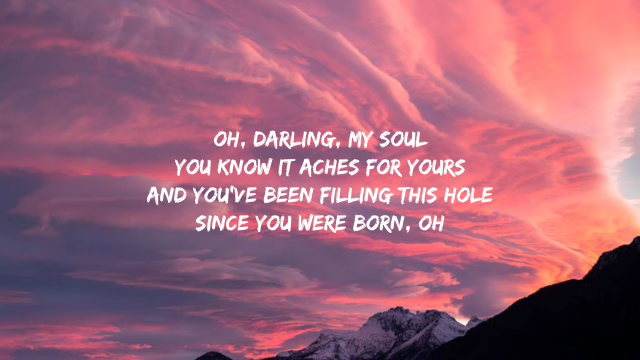 OH, DARLING, MY SOUL
YOU KNOW IT ACHES FOR YOURS
AND YOU'VE BEEN FILLING THIS HOLE
SINCE YOU WERE BORN, OH